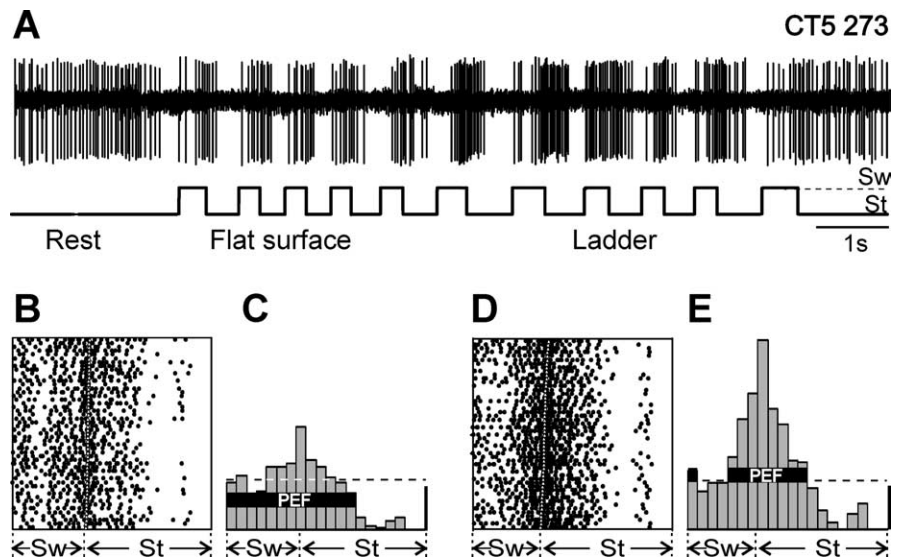 A
CT5 273
Sw
St
Rest
Flat surface
Ladder
1s
B
C
D
E
PEF
PEF
Sw
St
Sw
St
Sw
St
Sw
St